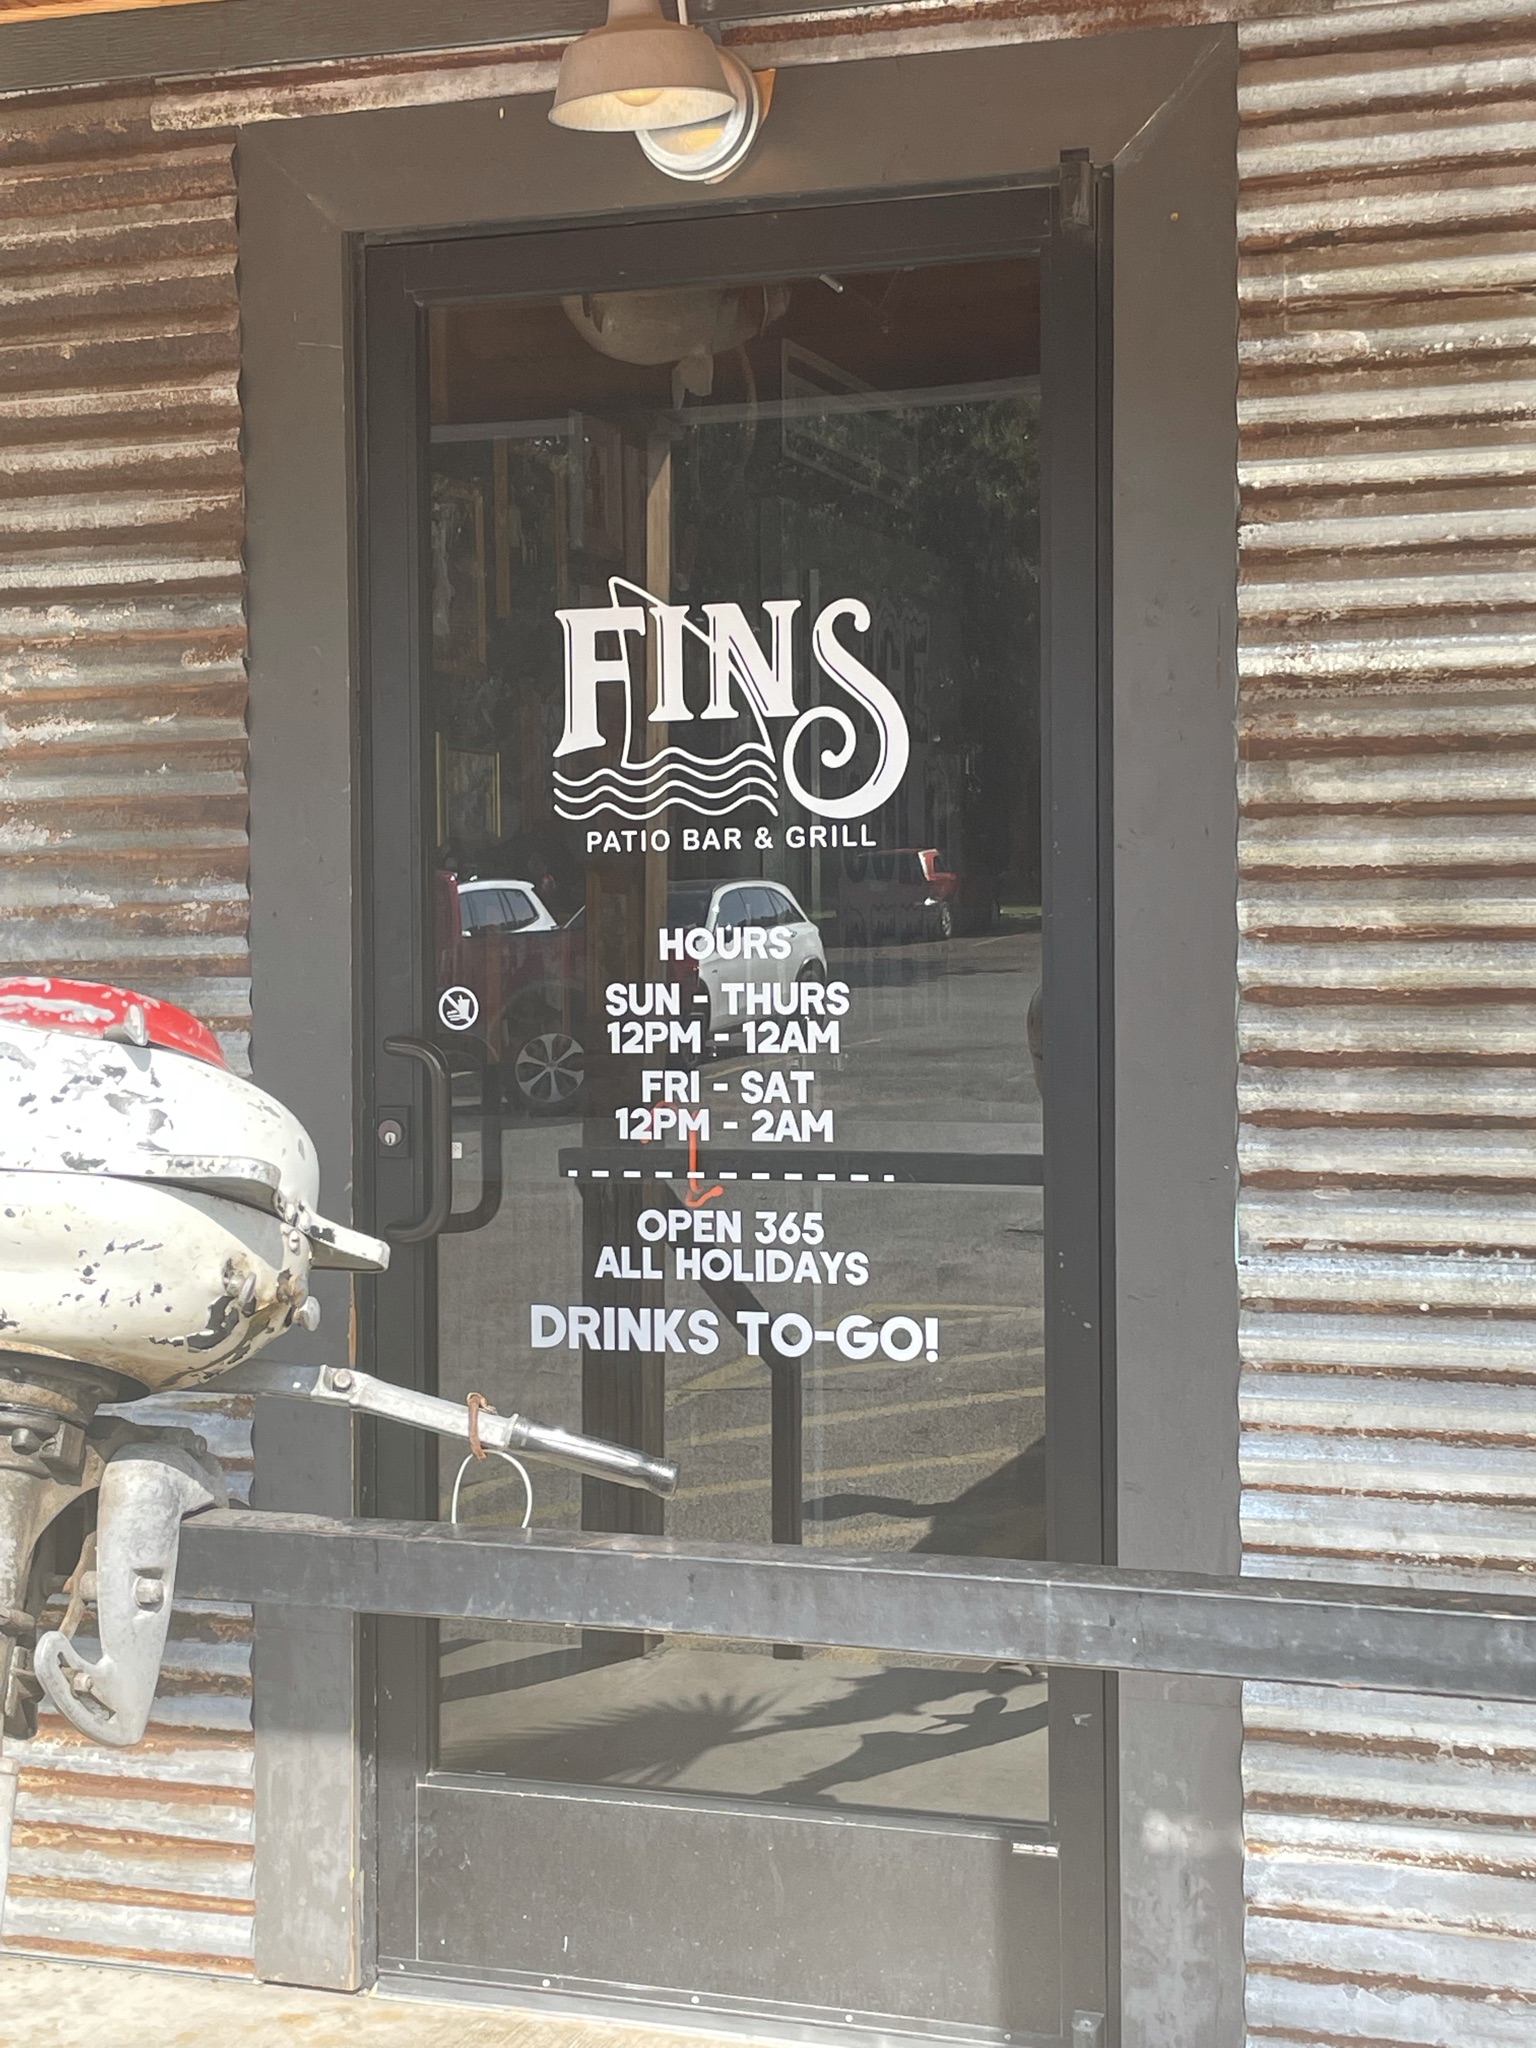 FINS
PATIO BAR & GRILL
HOURS
SUN - THURS
12PM - 12AM
FRI - SAT
12PM - 2AM
OPEN 365
ALL HOLIDAYS
DRINKS TO-GO!